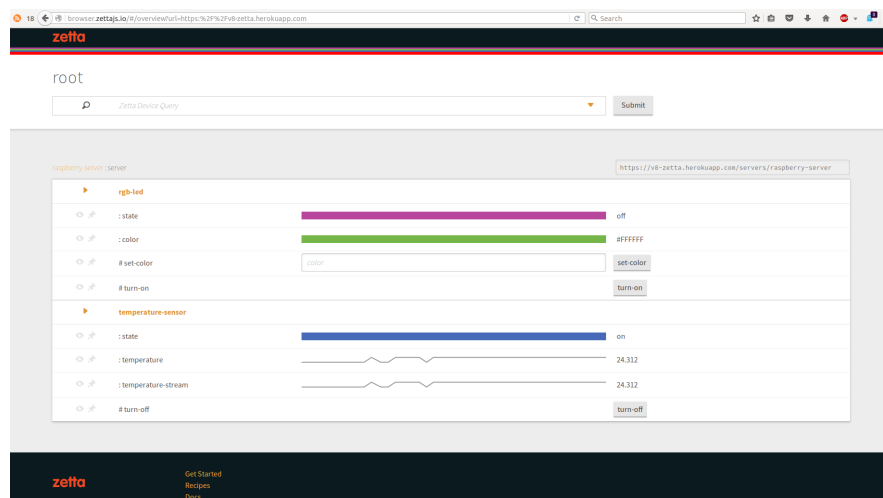 18
browser.zettajs.io/#/overview?url=https:%2F%2Fv8-zetta.herokuapp.com
Search
zetta
root
Zetta Device Query
Submit
raspberry-server :server
https://v8-zetta.herokuapp.com/servers/raspberry-server
rgb-led
: state
off
: color
#FFFFFF
# set-color
color
set-color
# turn-on
turn-on
temperature-sensor
: state
on
: temperature
24.312
: temperature-stream
24.312
# turn-off
turn-off
zetta
Get Started
Recipes
Docs